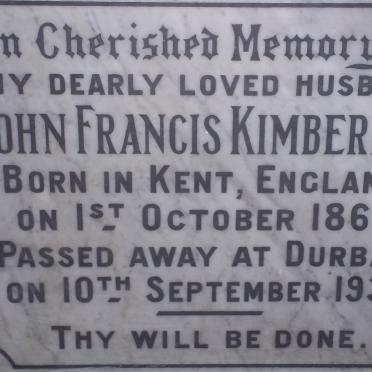 n Cherished Memory
MY DEARLY LOVED HUSB
OHN FRANCIS KIMBER
BORN IN KENT, ENGLAN
ON 1ST OCTOBER 186
PASSED AWAY AT DURBA
ON 10TH SEPTEMBER 193
THY WILL BE DONE.